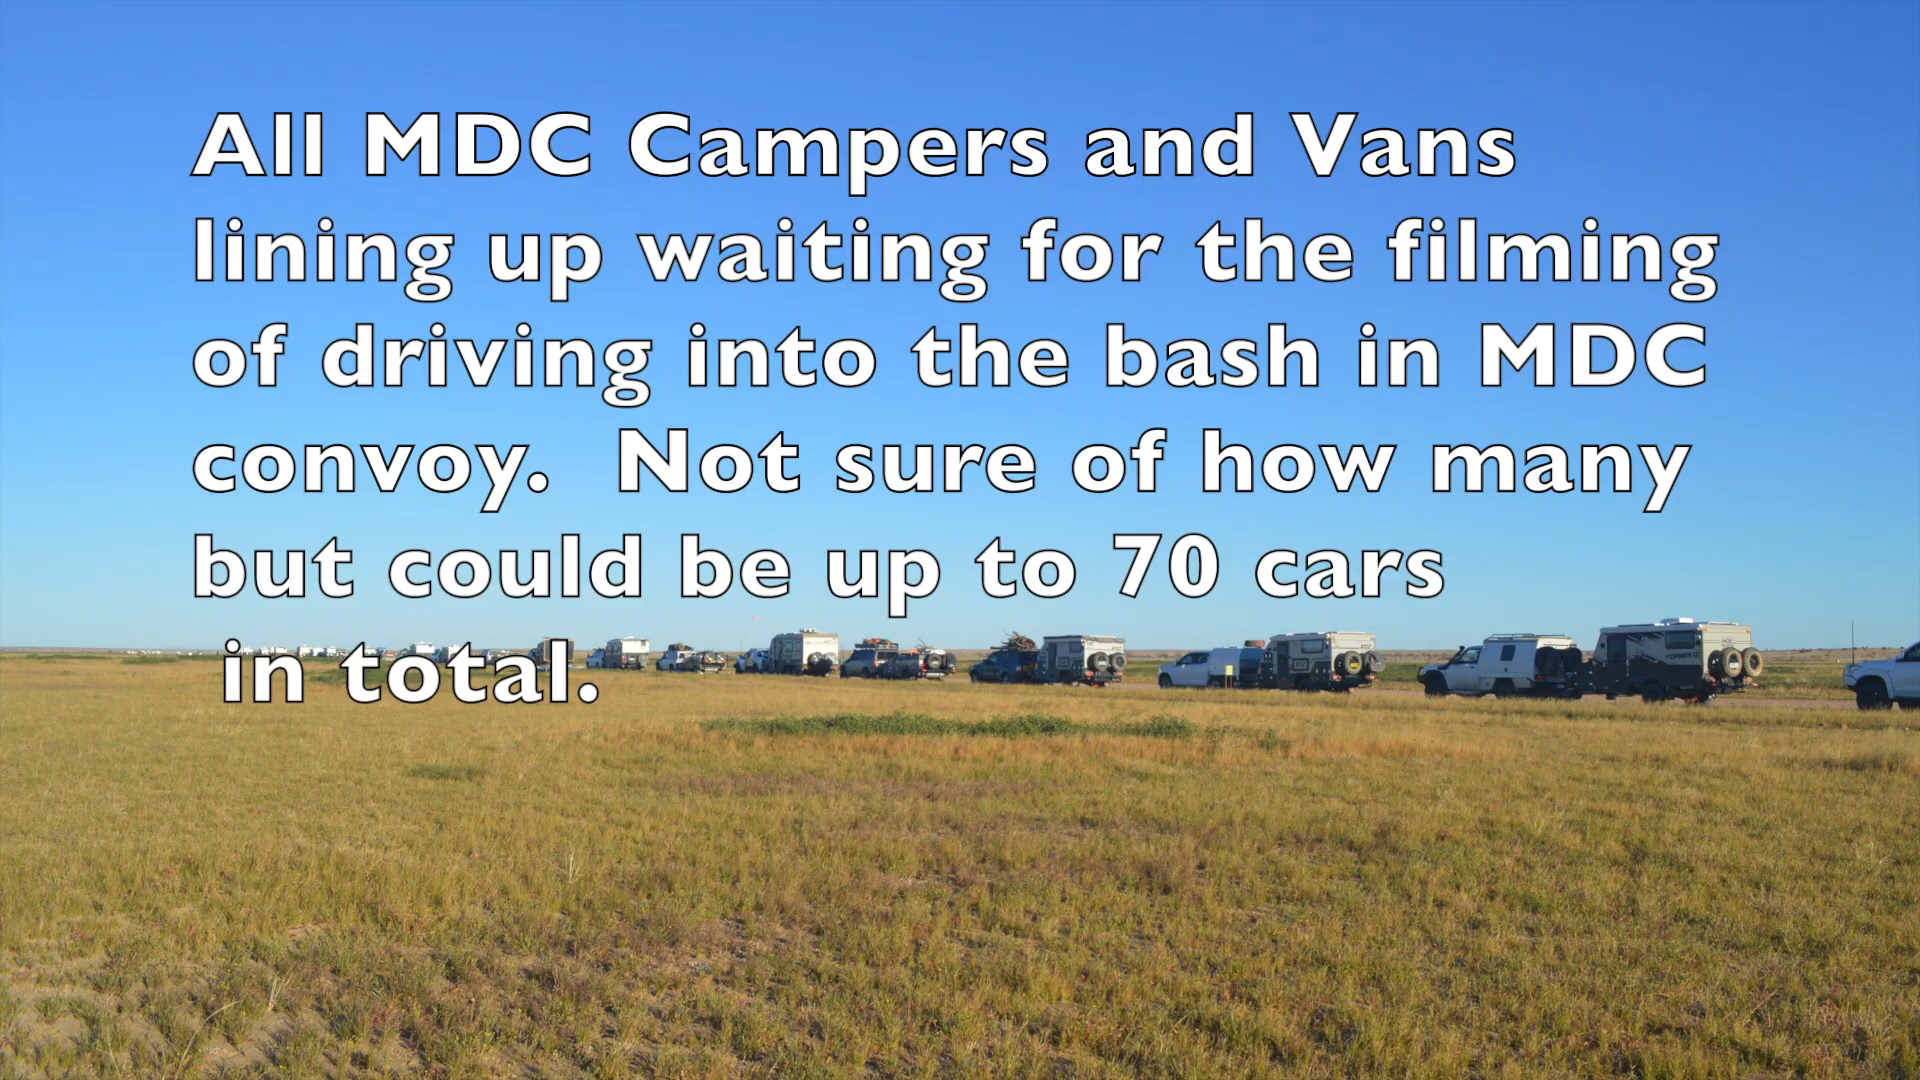 All MDC Campers and Vans
lining up waiting for the filming
of driving into the bash in MDC
convoy.  Not sure of how many
but could be up to 70 cars
in total.